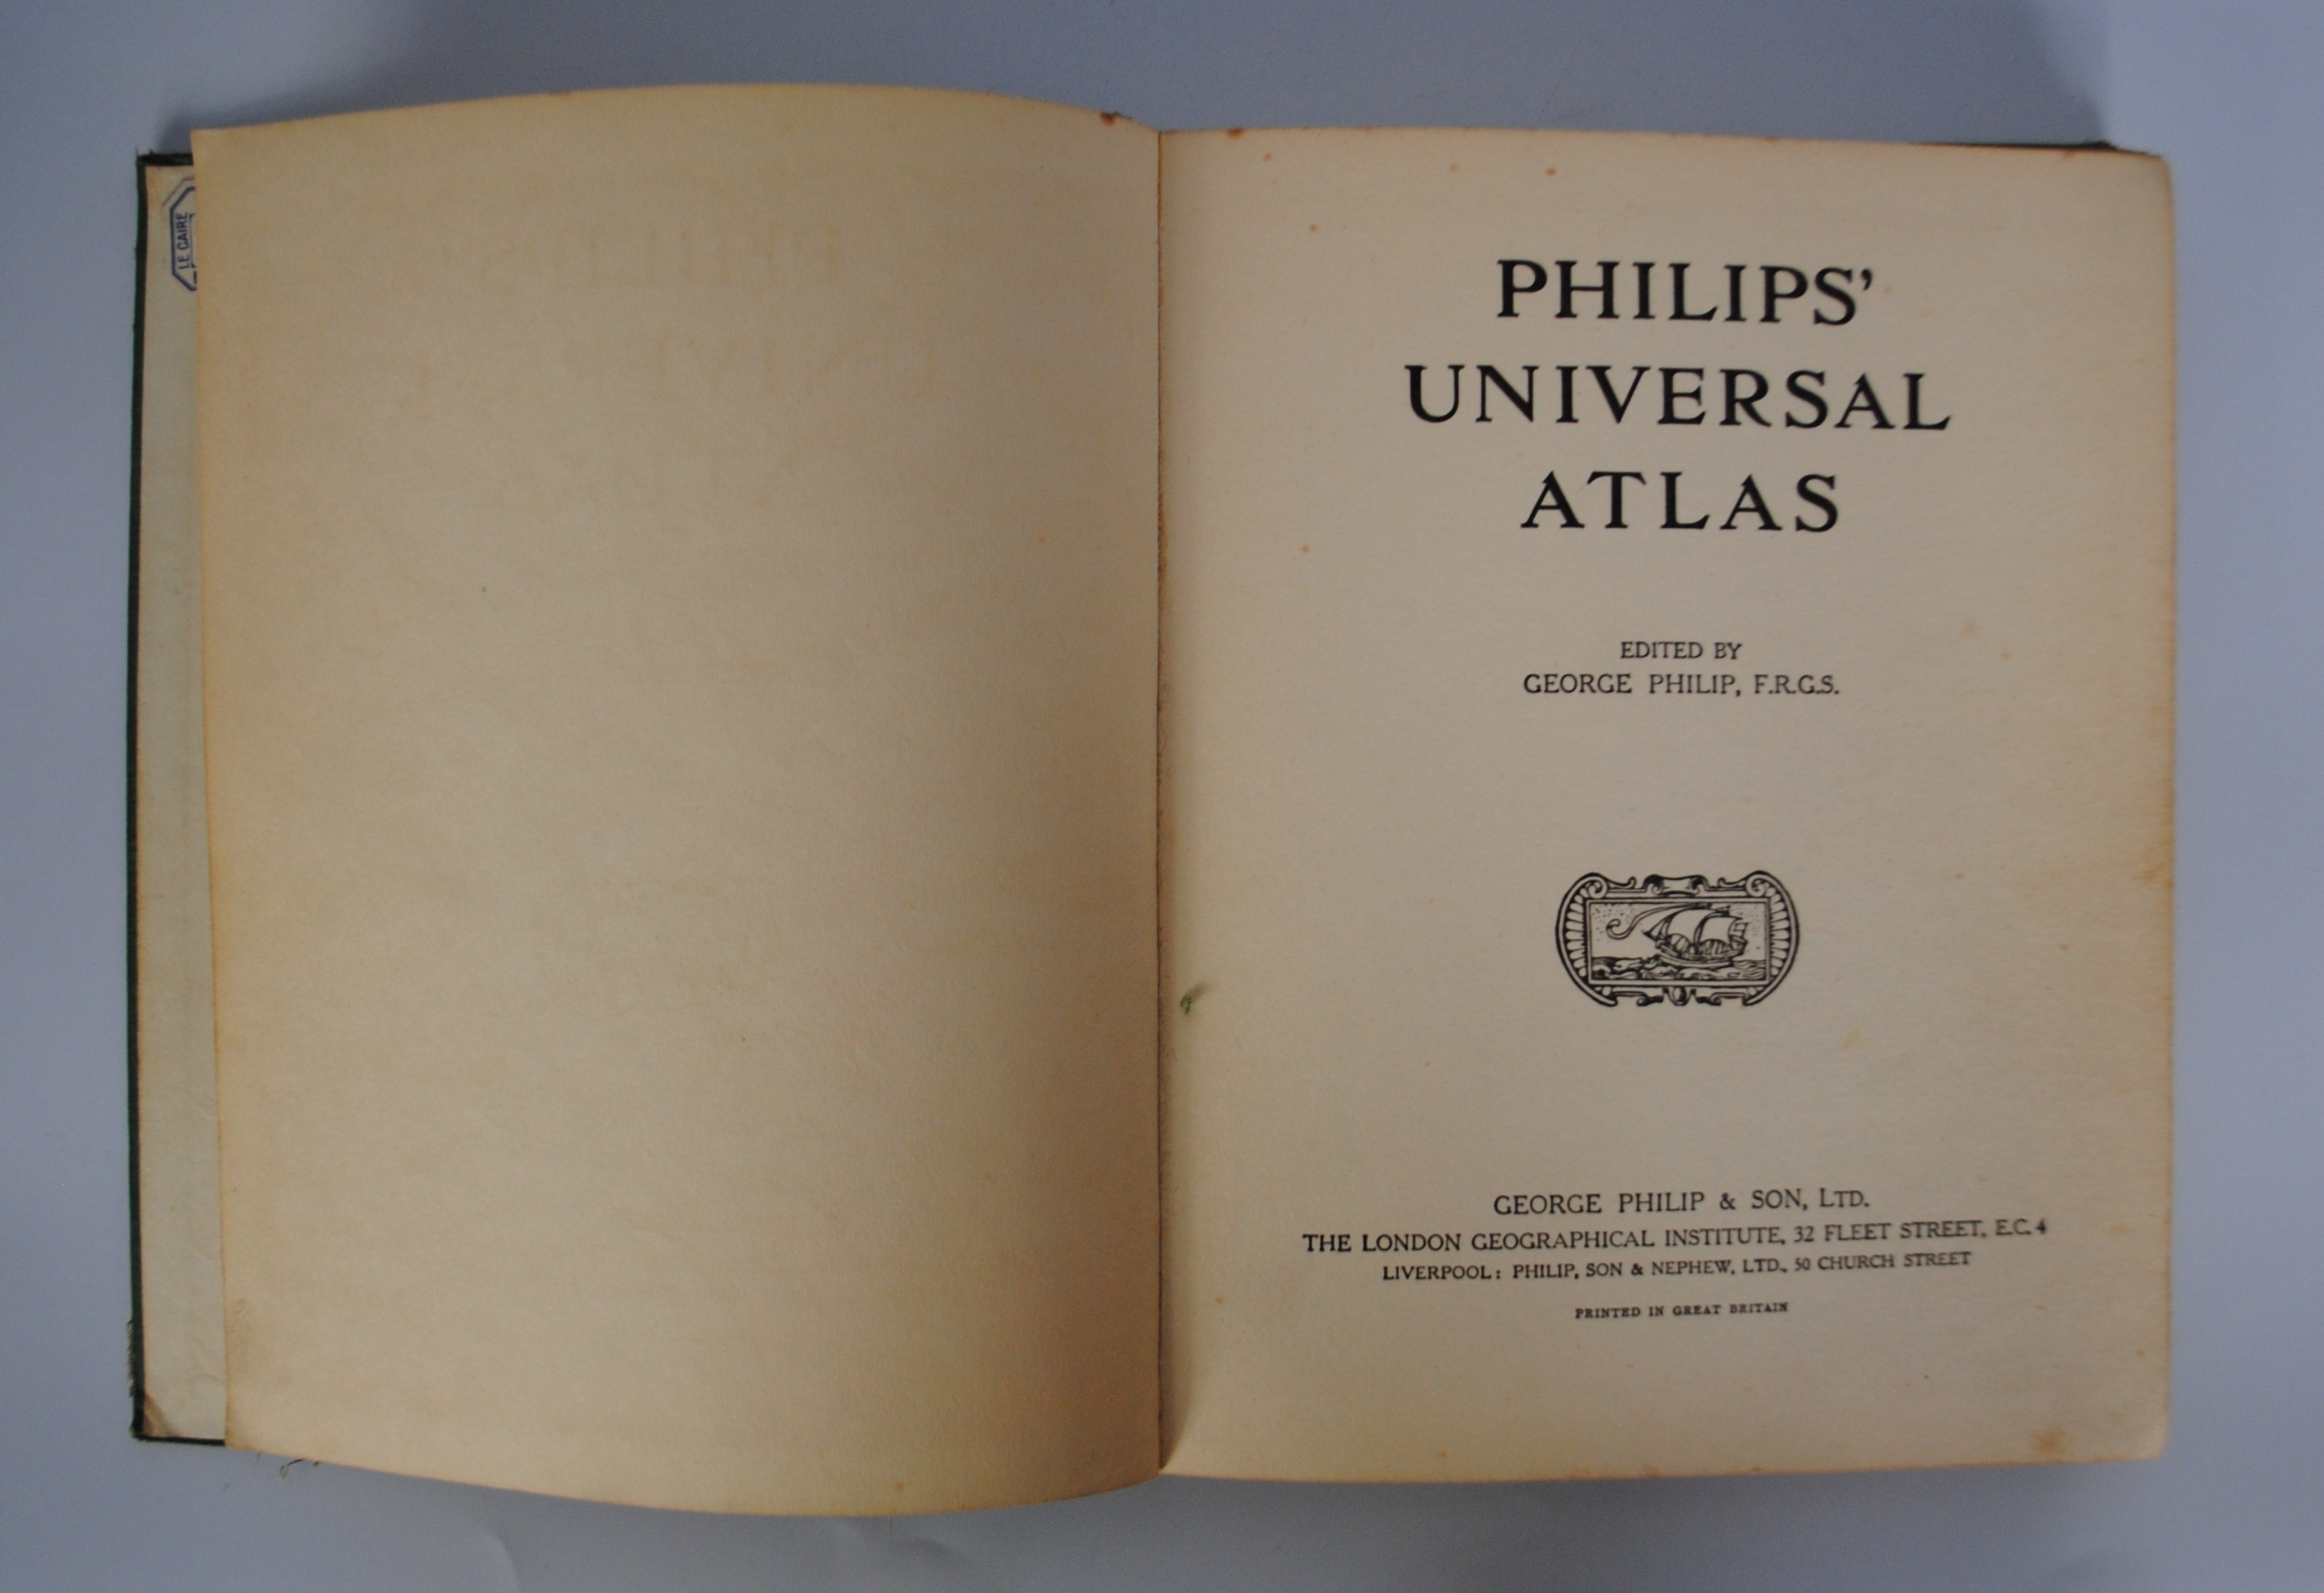 LE CAIRE
PHILIPS'
UNIVERSAL
ATLAS
EDITED BY
GEORGE PHILIP, F.R.G.S.
GEORGE PHILIP & SON, LTD.
THE LONDON GEOGRAPHICAL INSTITUTE, 32 FLEET STREET, E.C. 4
LIVERPOOL: PHILIP, SON & NEPHEW, LTD., 50 CHURCH STREET
PRINTED IN GREAT BRITAIN